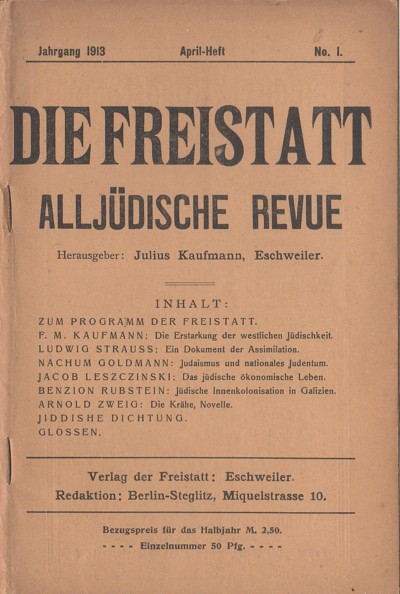 Jahrgang 1913 April-Heft No. 1.
DIE FREISTATT
ALLJÜDISCHE REVUE
Herausgeber: Julius Kaufmann, Eschweiler.
INHALT:
ZUM PROGRAMM DER FREISTATT.
F. M. KAUFMANN: Die Erstarkung der westlichen Jüdischkeit.
LUDWIG STRAUSS: Ein Dokument der Assimilation.
NACHUM GOLDMANN: Judaismus und nationales Judentum.
JACOB LESZCZINSKI: Das jüdische ökonomische Leben.
BENZION RUBSTEIN: Jüdische Innenkolonisation in Galizien.
ARNOLD ZWEIG: Die Krähe, Novelle.
JIDDISHE DICHTUNG.
GLOSSEN.
Verlag der Freistatt: Eschweiler.
Redaktion: Berlin-Steglitz, Miquelstrasse 10.
Bezugspreis für das Halbjahr M. 2,50.
- - - - Einzelnummer 50 Pfg. - - - -